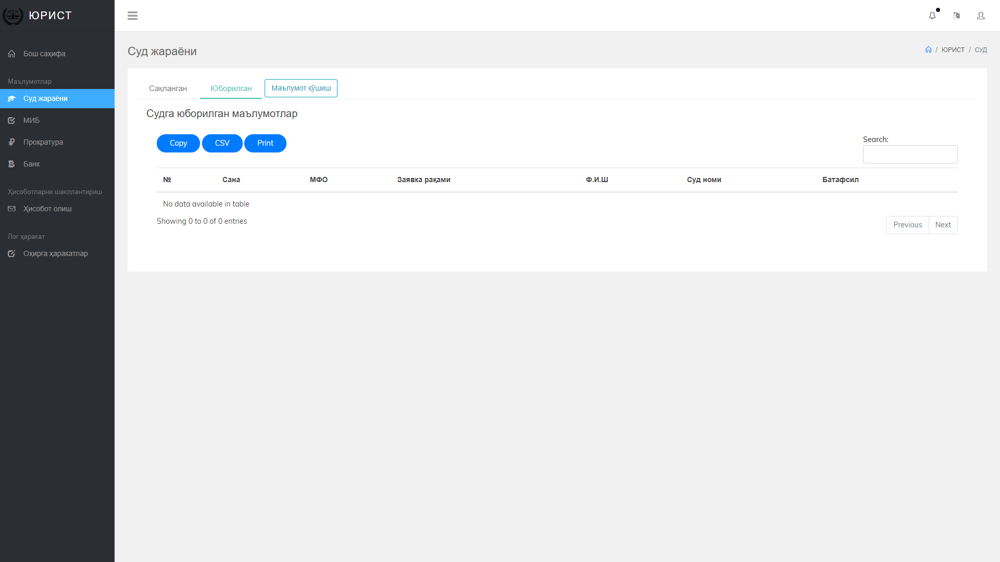 ЮРИСТ
Бош саҳифа
Маълумотлар
Суд жараёни
МИБ
Прократура
Банк
Ҳисоботларни шакллантириш
Ҳисобот олиш
Лог ҳаракат
Оҳирга ҳаракатлар
Суд жараёни
/ ЮРИСТ / СУД
Сақланган Юборилган Маълумот қўшиш
Судга юборилган маълумотлар
Copy CSV Print
Search:
№ Сана МФО Заявка рақами Ф.И.Ш Суд номи Батафсил
No data available in table
Showing 0 to 0 of 0 entries
Previous Next